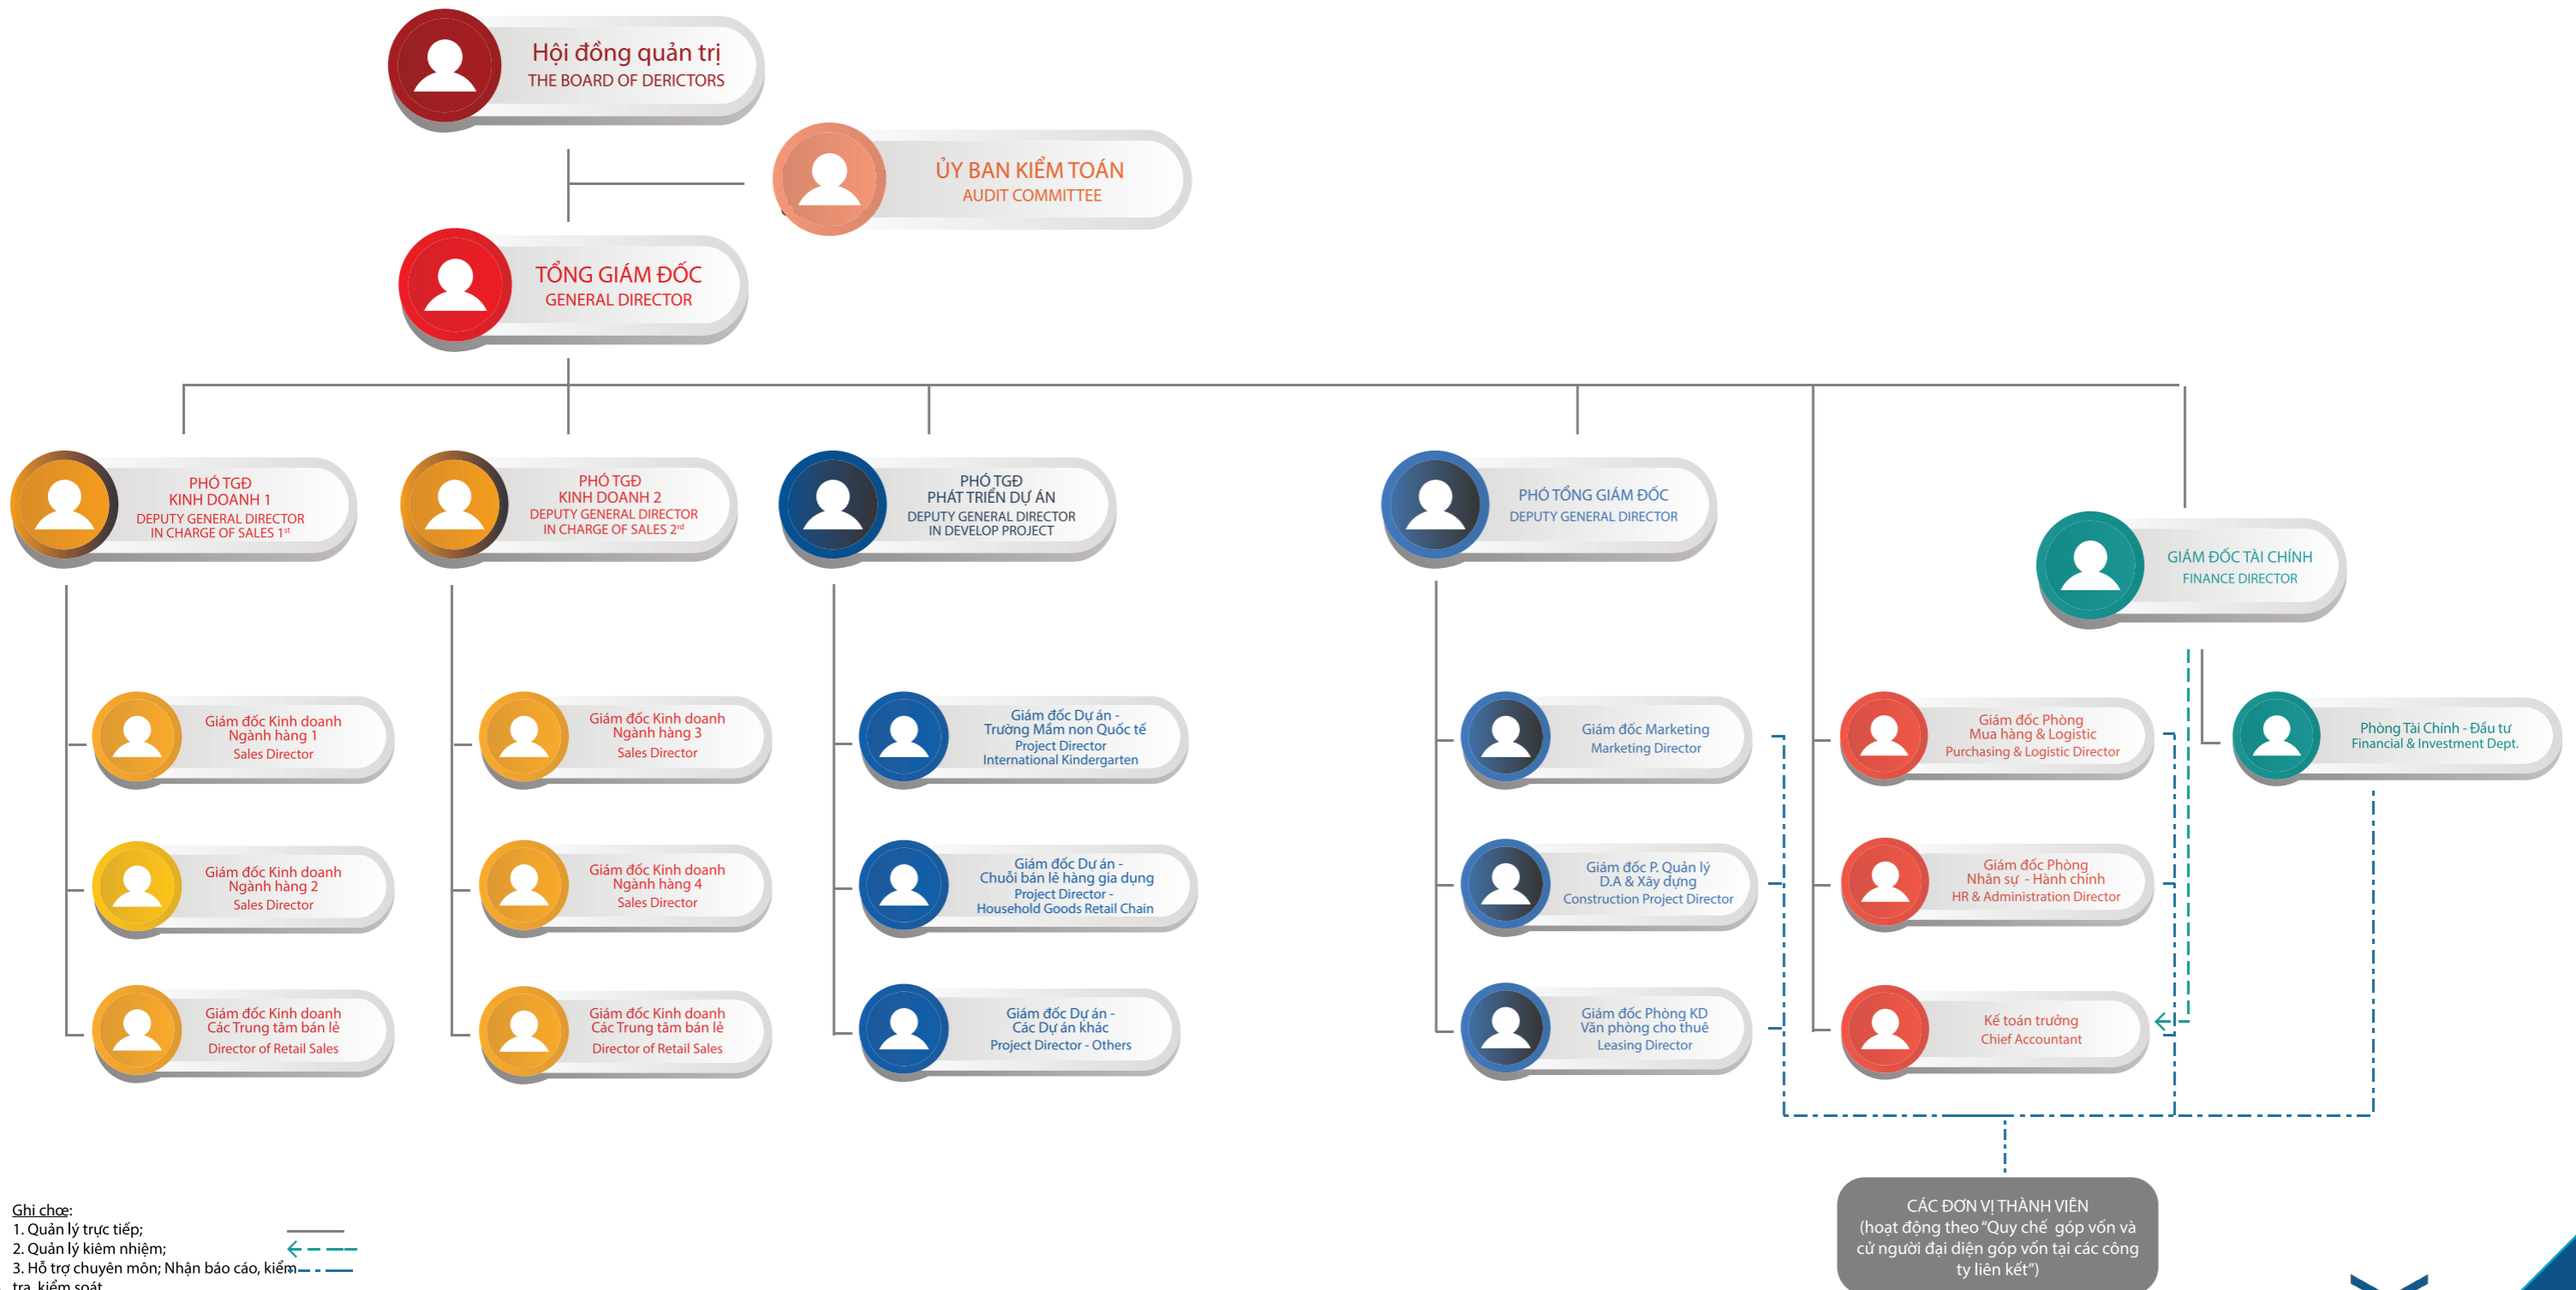 Hội đồng quản trị
THE BOARD OF DERICTORS
ỦY BAN KIỂM TOÁN
AUDIT COMMITTEE
TỔNG GIÁM ĐỐC
GENERAL DIRECTOR
PHÓ TGĐ
KINH DOANH 1
DEPUTY GENERAL DIRECTOR
IN CHARGE OF SALES 1st
PHÓ TGĐ
KINH DOANH 2
DEPUTY GENERAL DIRECTOR
IN CHARGE OF SALES 2rd
PHÓ TGĐ
PHÁT TRIỂN DỰ ÁN
DEPUTY GENERAL DIRECTOR
IN DEVELOP PROJECT
PHÓ TỔNG GIÁM ĐỐC
DEPUTY GENERAL DIRECTOR
GIÁM ĐỐC TÀI CHÍNH
FINANCE DIRECTOR
Giám đốc Kinh doanh
Ngành hàng 1
Sales Director
Giám đốc Kinh doanh
Ngành hàng 3
Sales Director
Giám đốc Dự án -
Trường Mầm non Quốc tế
Project Director
International Kindergarten
Giám đốc Marketing
Marketing Director
Giám đốc Phòng
Mua hàng & Logistic
Purchasing & Logistic Director
Phòng Tài Chính - Đầu tư
Financial & Investment Dept.
Giám đốc Kinh doanh
Ngành hàng 2
Sales Director
Giám đốc Kinh doanh
Ngành hàng 4
Sales Director
Giám đốc Dự án -
Chuỗi bán lẻ hàng gia dụng
Project Director -
Household Goods Retail Chain
Giám đốc P. Quản lý
D.A & Xây dựng
Construction Project Director
Giám đốc Phòng
Nhân sự - Hành chính
HR & Administration Director
Giám đốc Kinh doanh
Các Trung tâm bán lẻ
Director of Retail Sales
Giám đốc Kinh doanh
Các Trung tâm bán lẻ
Director of Retail Sales
Giám đốc Dự án -
Các Dự án khác
Project Director - Others
Giám đốc Phòng KD
Văn phòng cho thuê
Leasing Director
Kế toán trưởng
Chief Accountant
Ghi chœ:
1. Quản lý trực tiếp;
2. Quản lý kiêm nhiệm;
3. Hỗ trợ chuyên môn; Nhận báo cáo, kiểm
tra, kiểm soát
CÁC ĐƠN VỊ THÀNH VIÊN
(hoạt động theo "Quy chế góp vốn và
cử người đại diện góp vốn tại các công
ty liên kết")